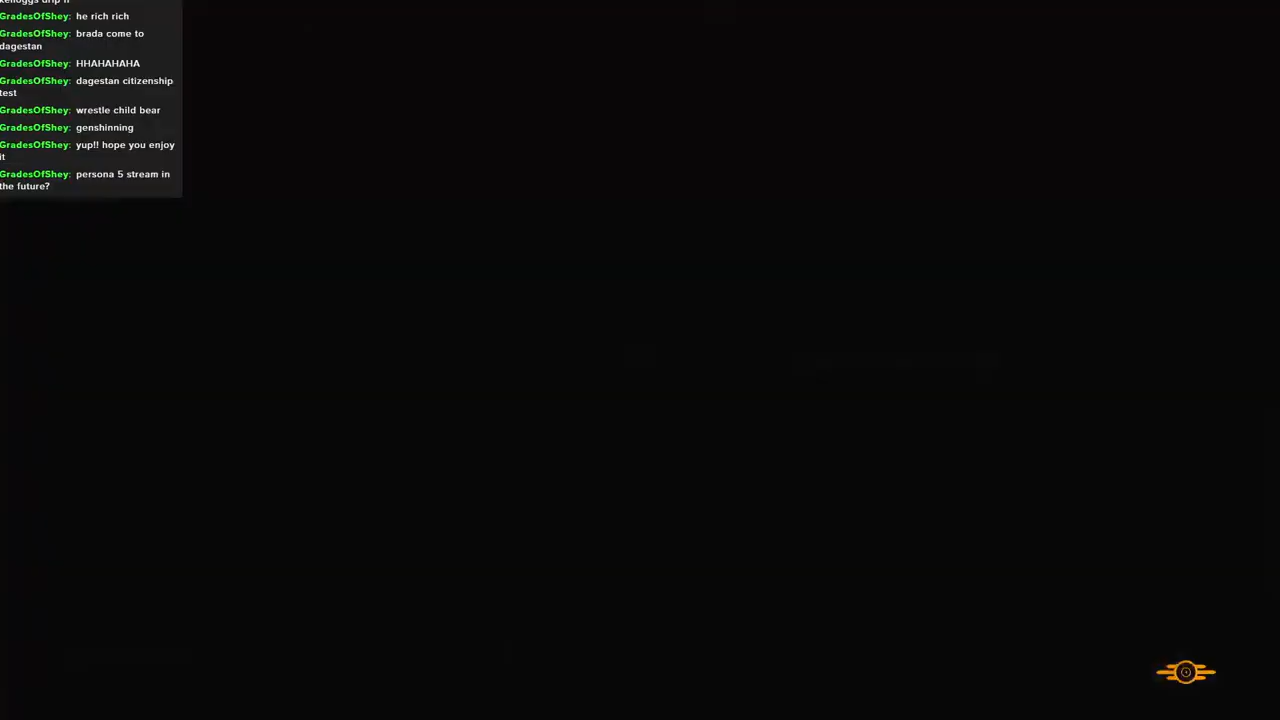 GradesOfShey: he rich rich
GradesOfShey: brada come to
dagestan
GradesOfShey: HHAHAHAHA
GradesOfShey: dagestan citizenship
test
GradesOfShey: wrestle child bear
GradesOfShey: genshinning
GradesOfShey: yup!! hope you enjoy
it
GradesOfShey: persona 5 stream in
the future?